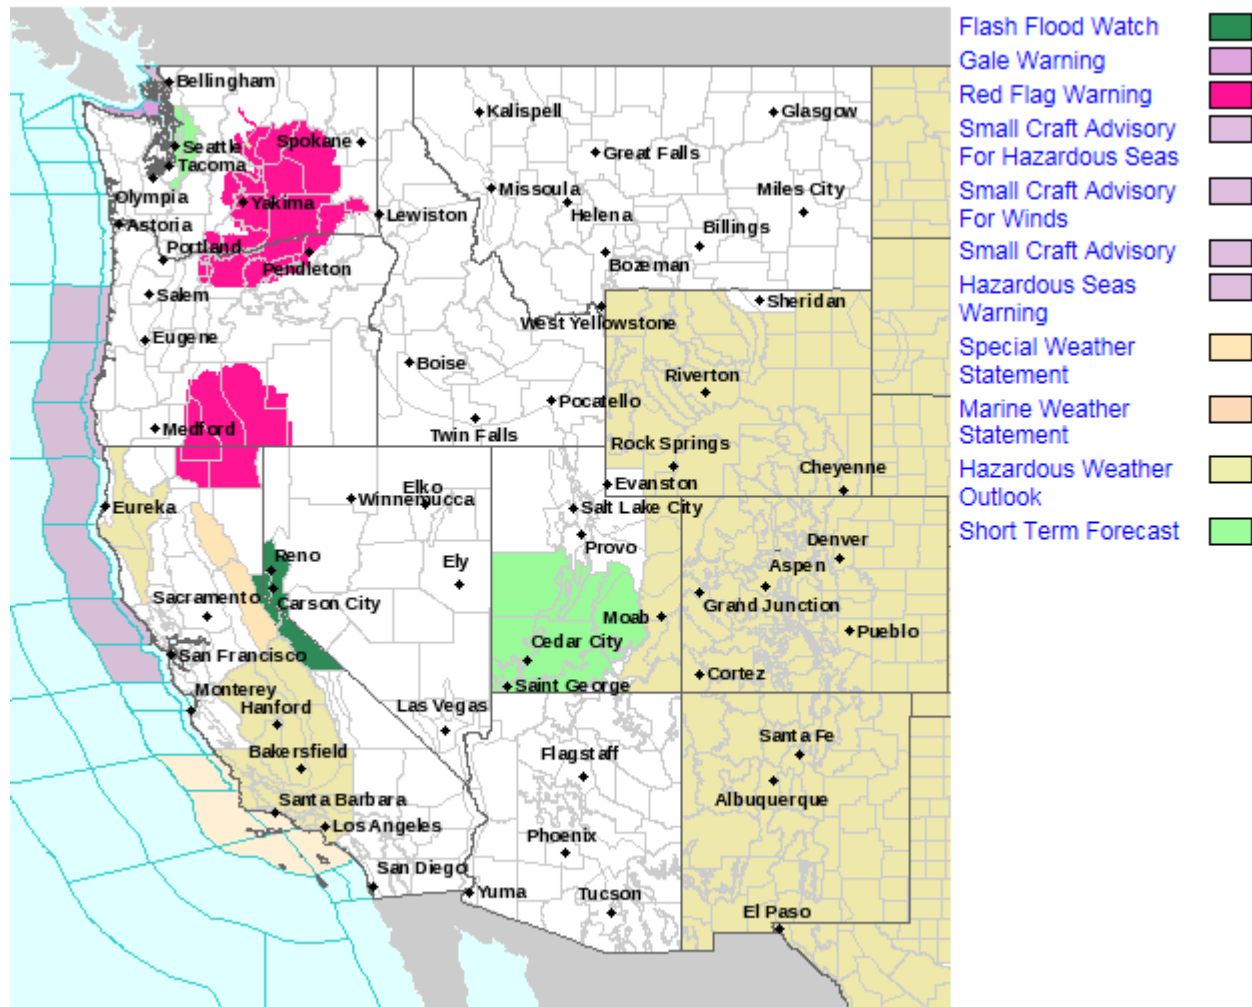 Bellingham
Seattle
Tacoma
Olympia
Astoria
Portland
Salem
Eugene
Medford
Spokane
Yakima
Pendleton
Lewiston
Kalispell
Glasgow
Great Falls
Missoula
Helena
Miles City
Billings
Bozeman
West Yellowstone
Sheridan
Boise
Pocatello
Twin Falls
Riverton
Rock Springs
Cheyenne
Evanston
Eureka
Elko
Winnemucca
Salt Lake City
Provo
Reno
Ely
Carson City
Sacramento
San Francisco
Monterey
Hanford
Bakersfield
Las Vegas
Santa Barbara
Los Angeles
San Diego
Denver
Aspen
Grand Junction
Moab
Pueblo
Cedar City
Saint George
Cortez
Flagstaff
Santa Fe
Albuquerque
Phoenix
Tucson
Yuma
El Paso
Flash Flood Watch
Gale Warning
Red Flag Warning
Small Craft Advisory
For Hazardous Seas
Small Craft Advisory
For Winds
Small Craft Advisory
Hazardous Seas
Warning
Special Weather
Statement
Marine Weather
Statement
Hazardous Weather
Outlook
Short Term Forecast